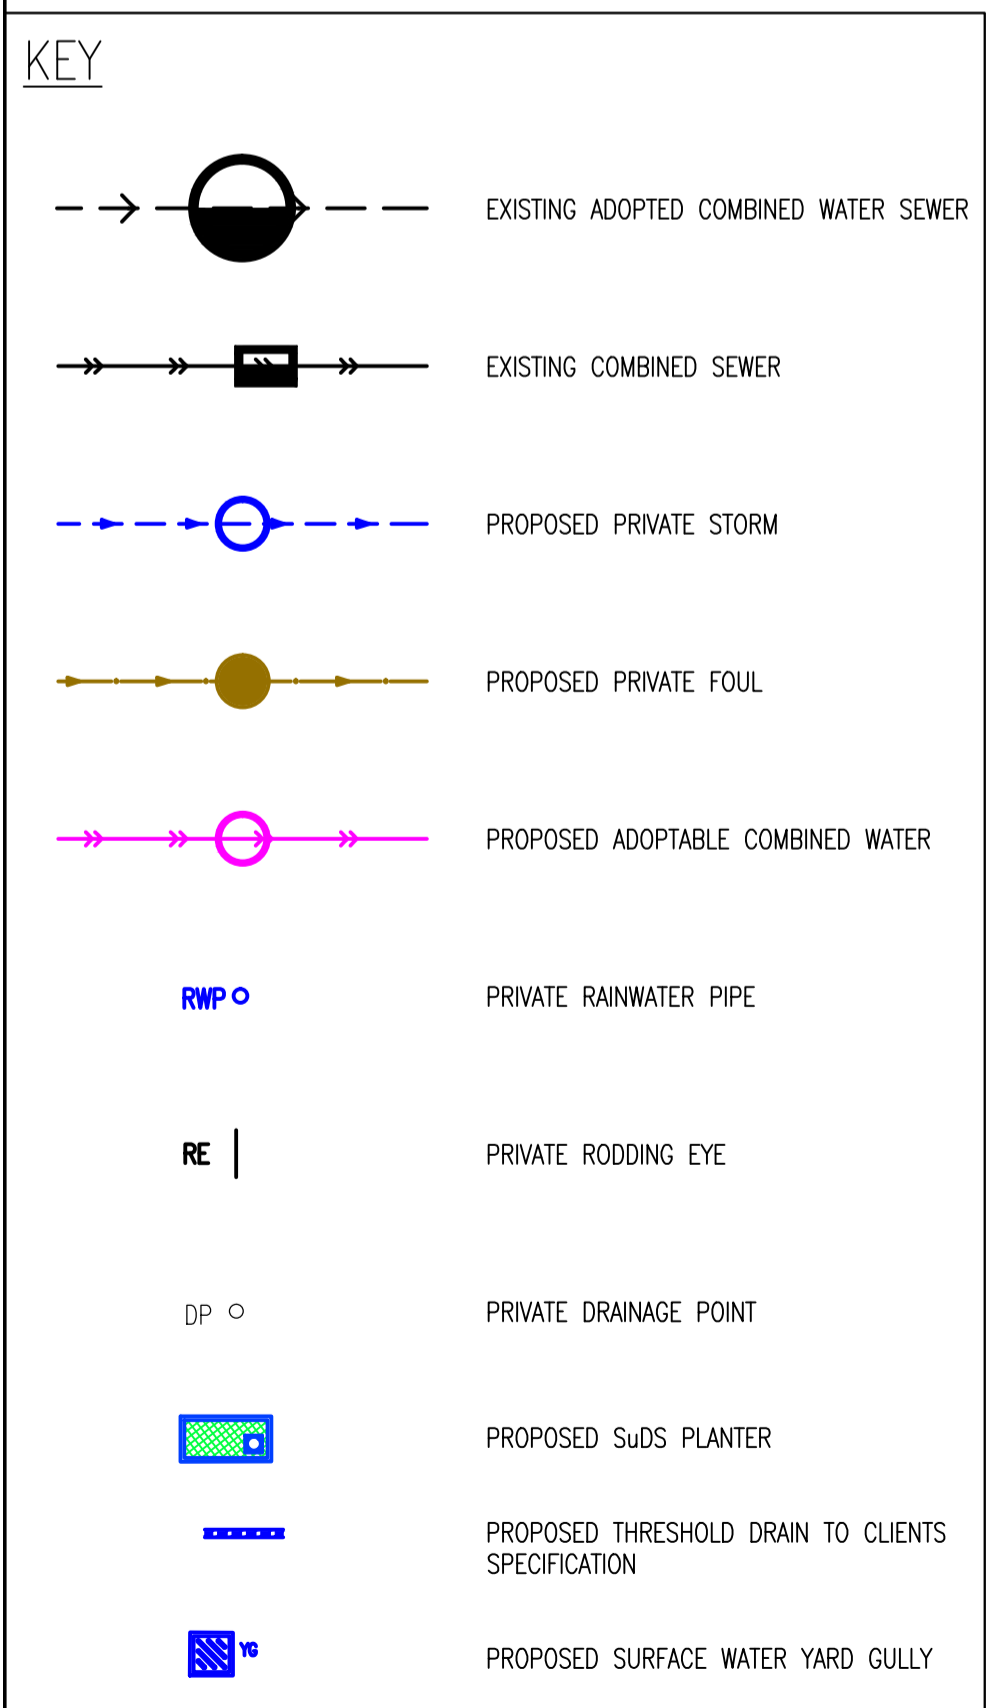 KEY
EXISTING ADOPTED COMBINED WATER SEWER
EXISTING COMBINED SEWER
PROPOSED PRIVATE STORM
PROPOSED PRIVATE FOUL
PROPOSED ADOPTABLE COMBINED WATER
RWP PRIVATE RAINWATER PIPE
RE PRIVATE RODDING EYE
DP PRIVATE DRAINAGE POINT
PROPOSED SuDS PLANTER
PROPOSED THRESHOLD DRAIN TO CLIENTS
SPECIFICATION
YG PROPOSED SURFACE WATER YARD GULLY